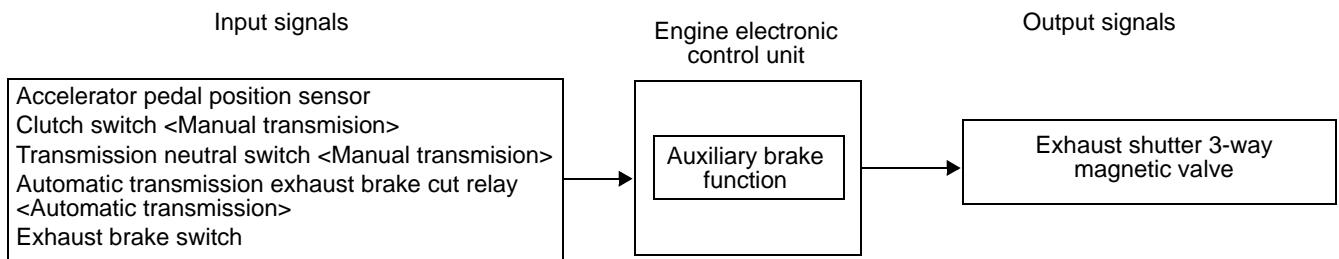 Input signals
Engine electronic
control unit
Output signals
Accelerator pedal position sensor
Clutch switch <Manual transmision>
Transmission neutral switch <Manual transmision>
Automatic transmission exhaust brake cut relay
<Automatic transmission>
Exhaust brake switch
Auxiliary brake
function
Exhaust shutter 3-way
magnetic valve